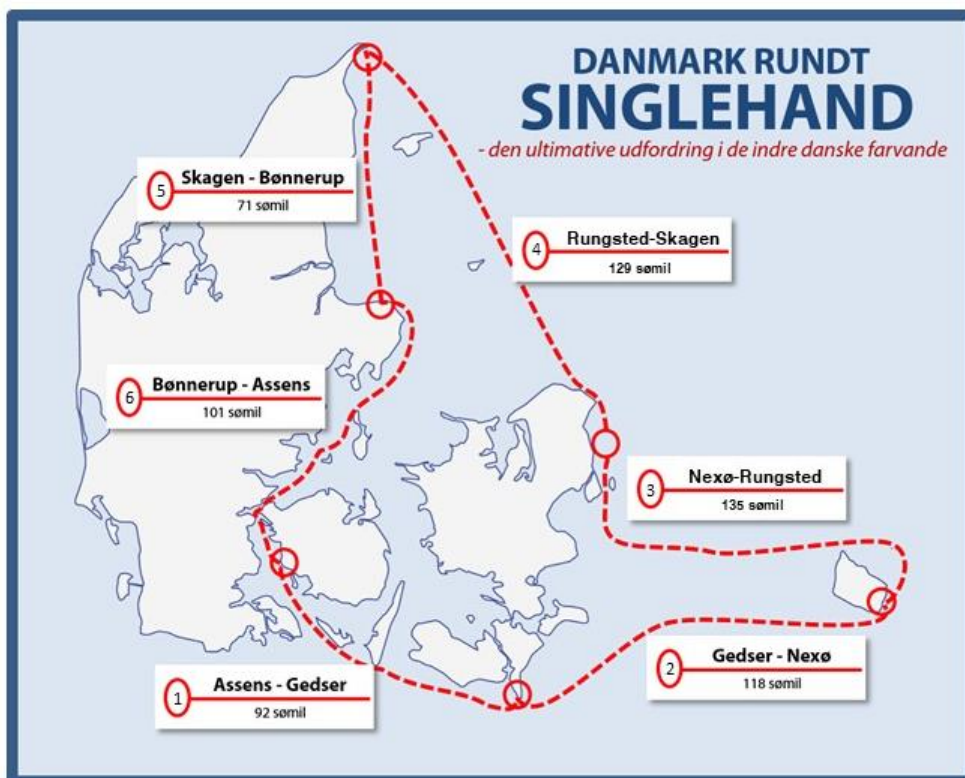 DANMARK RUNDT
SINGLEHAND
- den ultimative udfordring i de indre danske farvande
5
Skagen - Bønnerup
71 sømil
4
Rungsted-Skagen
129 sømil
6
Bønnerup - Assens
101 sømil
3
Nexø-Rungsted
135 sømil
2
Gedser - Nexø
118 sømil
1
Assens - Gedser
92 sømil